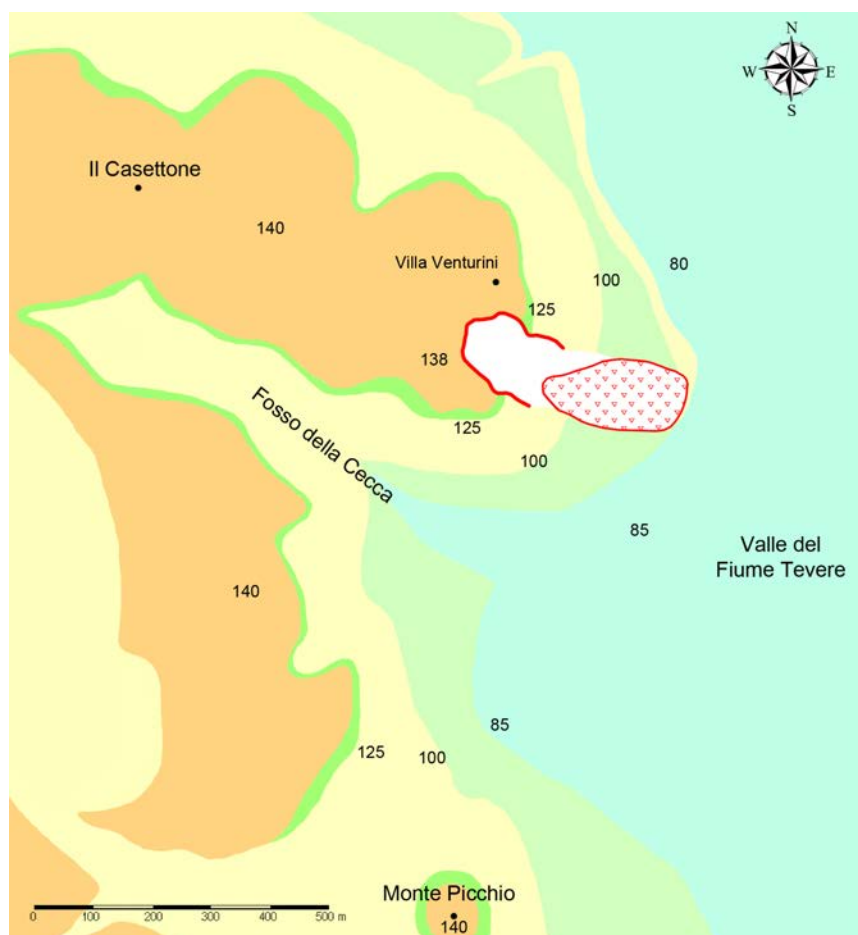 N
W E
S
Il Casettone
140
Villa Venturini
80
100
125
138
Fosso della Cecca
125
100
85
Valle del
Fiume Tevere
140
85
125
100
Monte Picchio
140
0 100 200 300 400 500 m